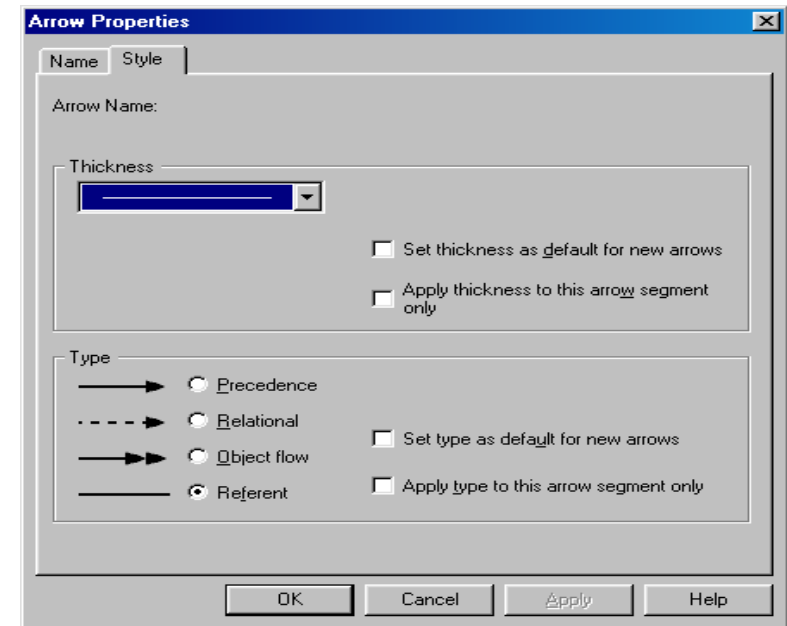 Arrow Properties
Name Style
Arrow Name:
Thickness
Set thickness as default for new arrows
Apply thickness to this arrow segment
only
Type
Precedence
Relational
Object flow
Referent
Set type as default for new arrows
Apply type to this arrow segment only
OK Cancel Apply Help